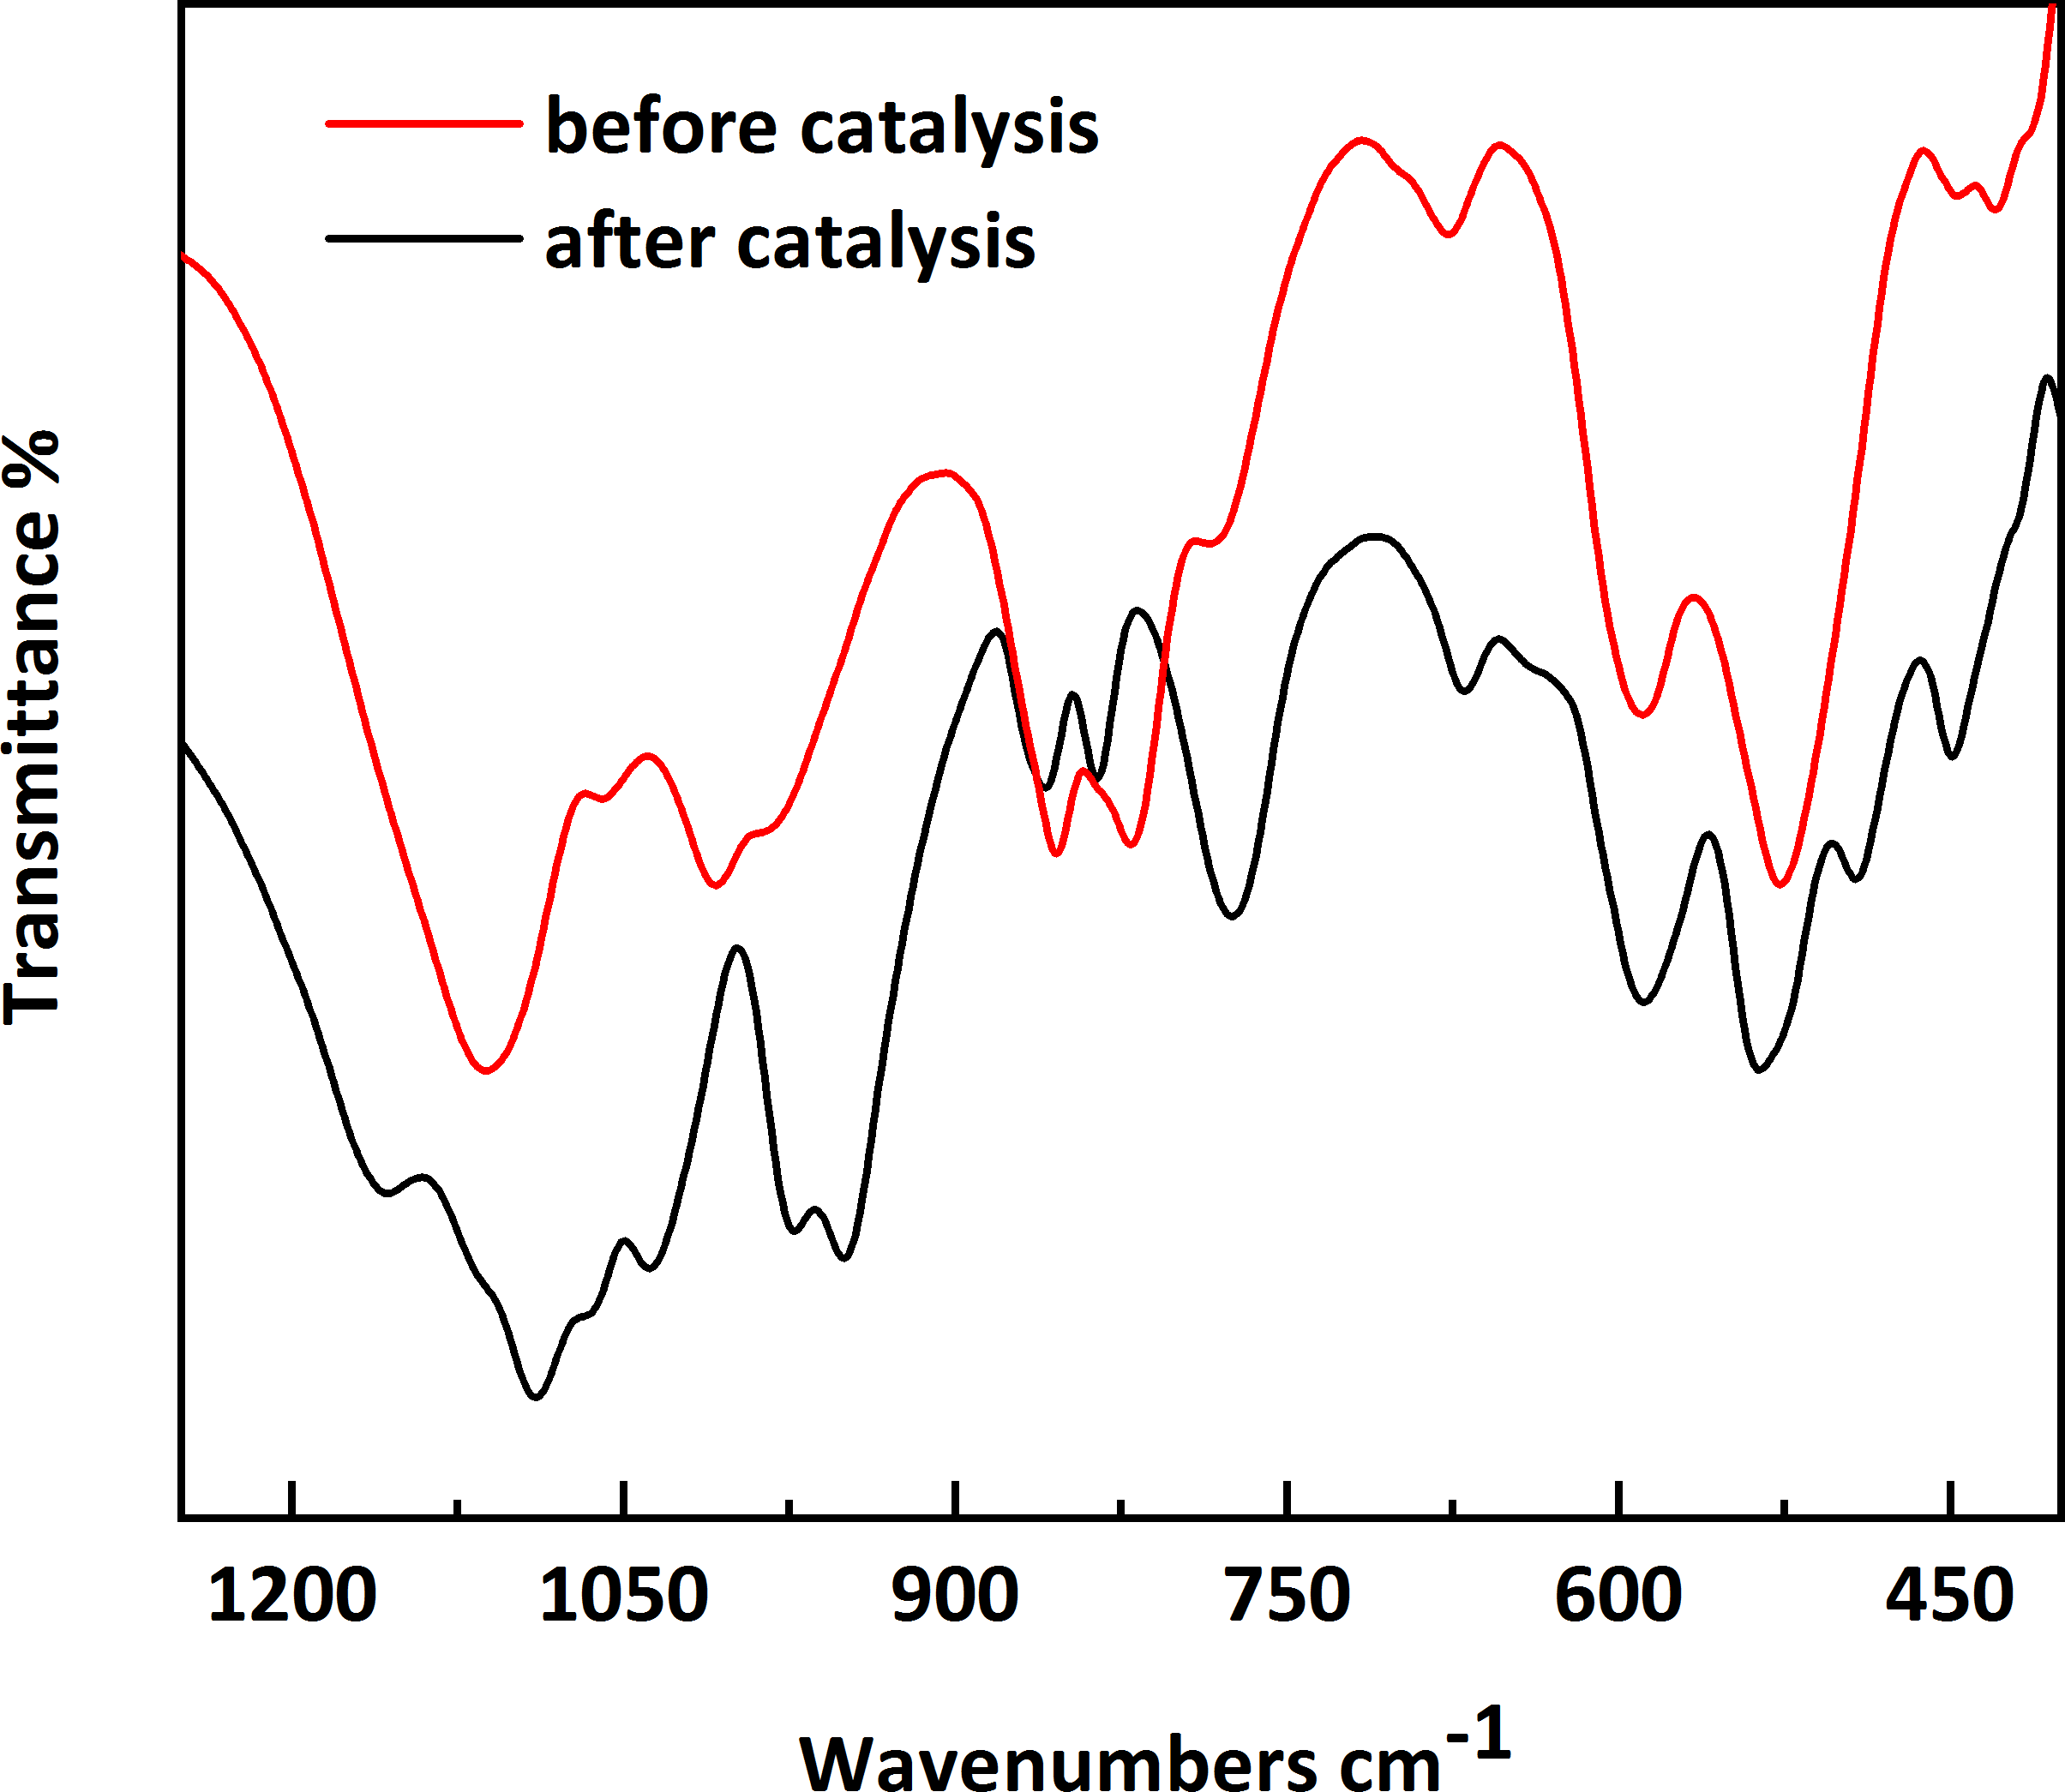 before catalysis
after catalysis
Transmittance %
1200 1050 900 750 600 450
Wavenumbers cm-1